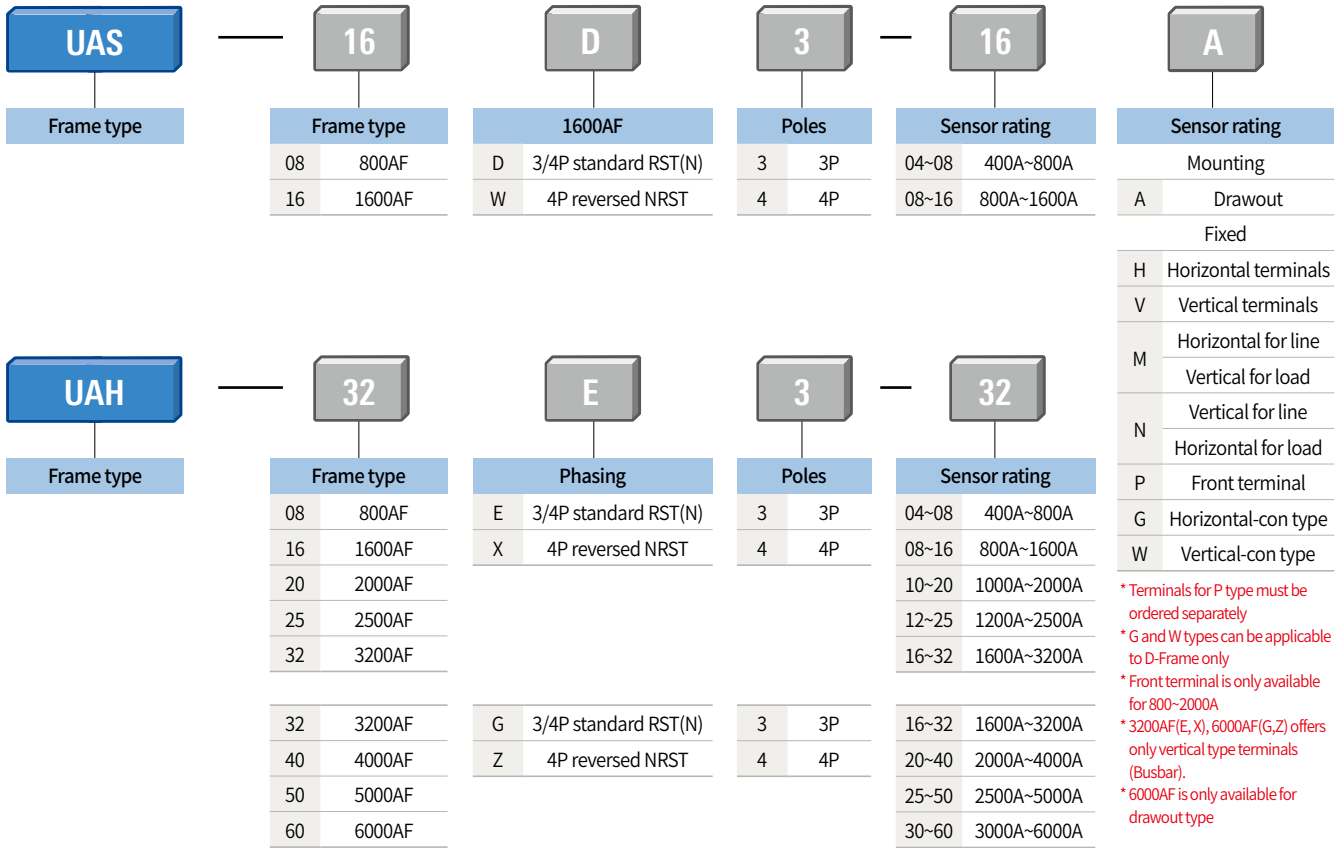 UAS — 16 D 3 — 16 A
Frame type Frame type 1600AF Poles Sensor rating Sensor rating
08 800AF D 3/4P standard RST(N) 3 3P 04~08 400A~800A Mounting
16 1600AF W 4P reversed NRST 4 4P 08~16 800A~1600A A Drawout
Fixed
H Horizontal terminals
V Vertical terminals
M Horizontal for line
Vertical for load
N Vertical for line
Horizontal for load
P Front terminal
G Horizontal-con type
W Vertical-con type
* Terminals for P type must be
ordered separately
* G and W types can be applicable
to D-Frame only
* Front terminal is only available
for 800~2000A
* 3200AF(E, X), 6000AF(G,Z) offers
only vertical type terminals
(Busbar).
* 6000AF is only available for
drawout type
UAH — 32 E 3 — 32
Frame type Frame type Phasing Poles Sensor rating
08 800AF E 3/4P standard RST(N) 3 3P 04~08 400A~800A
16 1600AF X 4P reversed NRST 4 4P 08~16 800A~1600A
20 2000AF 10~20 1000A~2000A
25 2500AF 12~25 1200A~2500A
32 3200AF 16~32 1600A~3200A
32 3200AF G 3/4P standard RST(N) 3 3P 16~32 1600A~3200A
40 4000AF Z 4P reversed NRST 4 4P 20~40 2000A~4000A
50 5000AF 25~50 2500A~5000A
60 6000AF 30~60 3000A~6000A